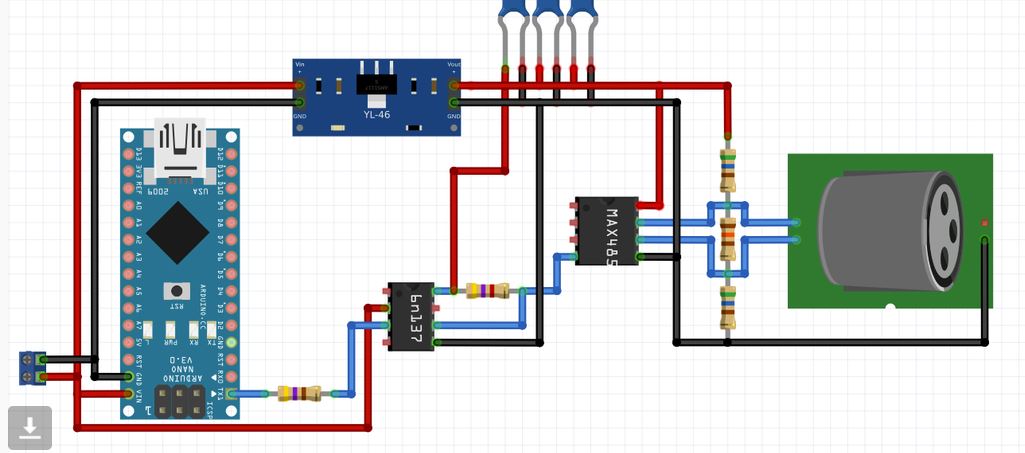 Vin
+
Vout
+
GND
GND
YL-46
D13
3V3
REF
A0
A1
A2
A3
A4
A5
A6
A7
5V
RST
GND
VIN
D12
D11
D10
D9
D8
D7
D6
D5
D4
D3
D2
GND
RST
RX0
TX1
6009
USA
RST
ARDUINO.CC
L
PWR
RX
TX
ARDUINO
NANO
V3.0
ICSP
1
6n137
MAX485